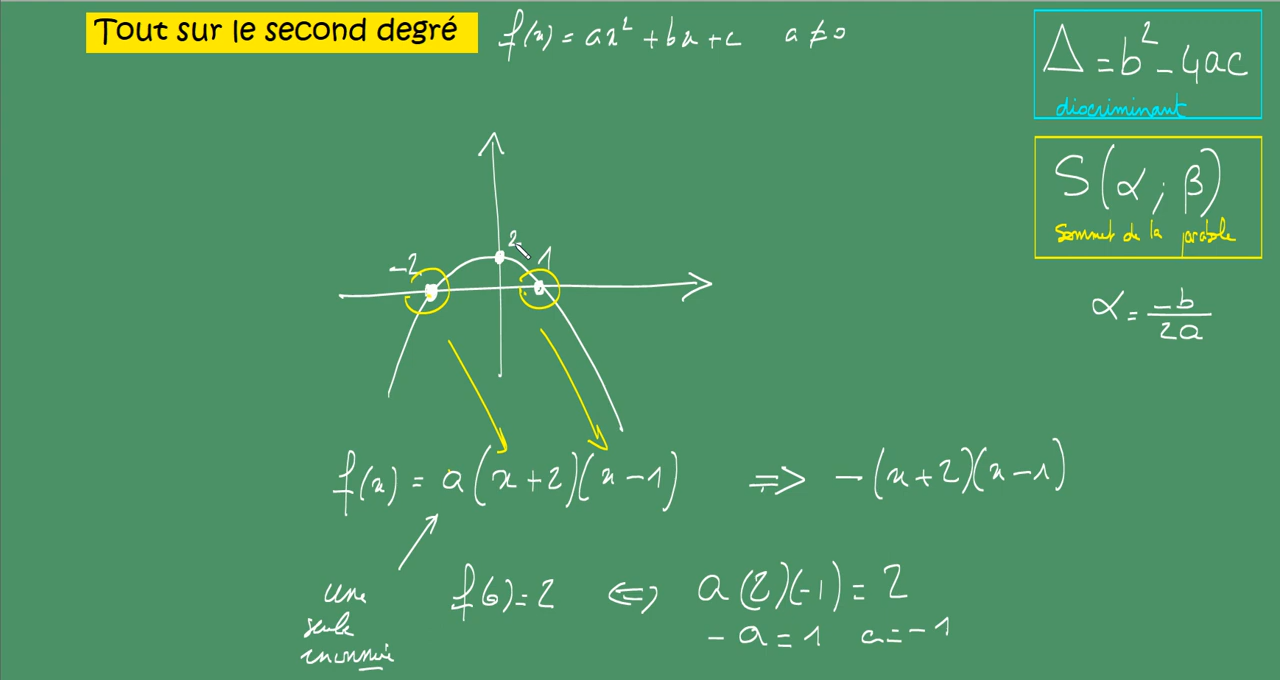 Tout sur le second degré
f(x) = ax² + bx + c a ≠ 0
Δ = b² - 4ac
discriminant
S(α ; β)
sommet de la parabole
α = -b/2a
2
-2
1
f(x) = a(x+2)(x-1) => -(x+2)(x-1)
une
seule
inconnue
f(0) = 2 <=> a(2)(-1) = 2
-a = 1 a = -1